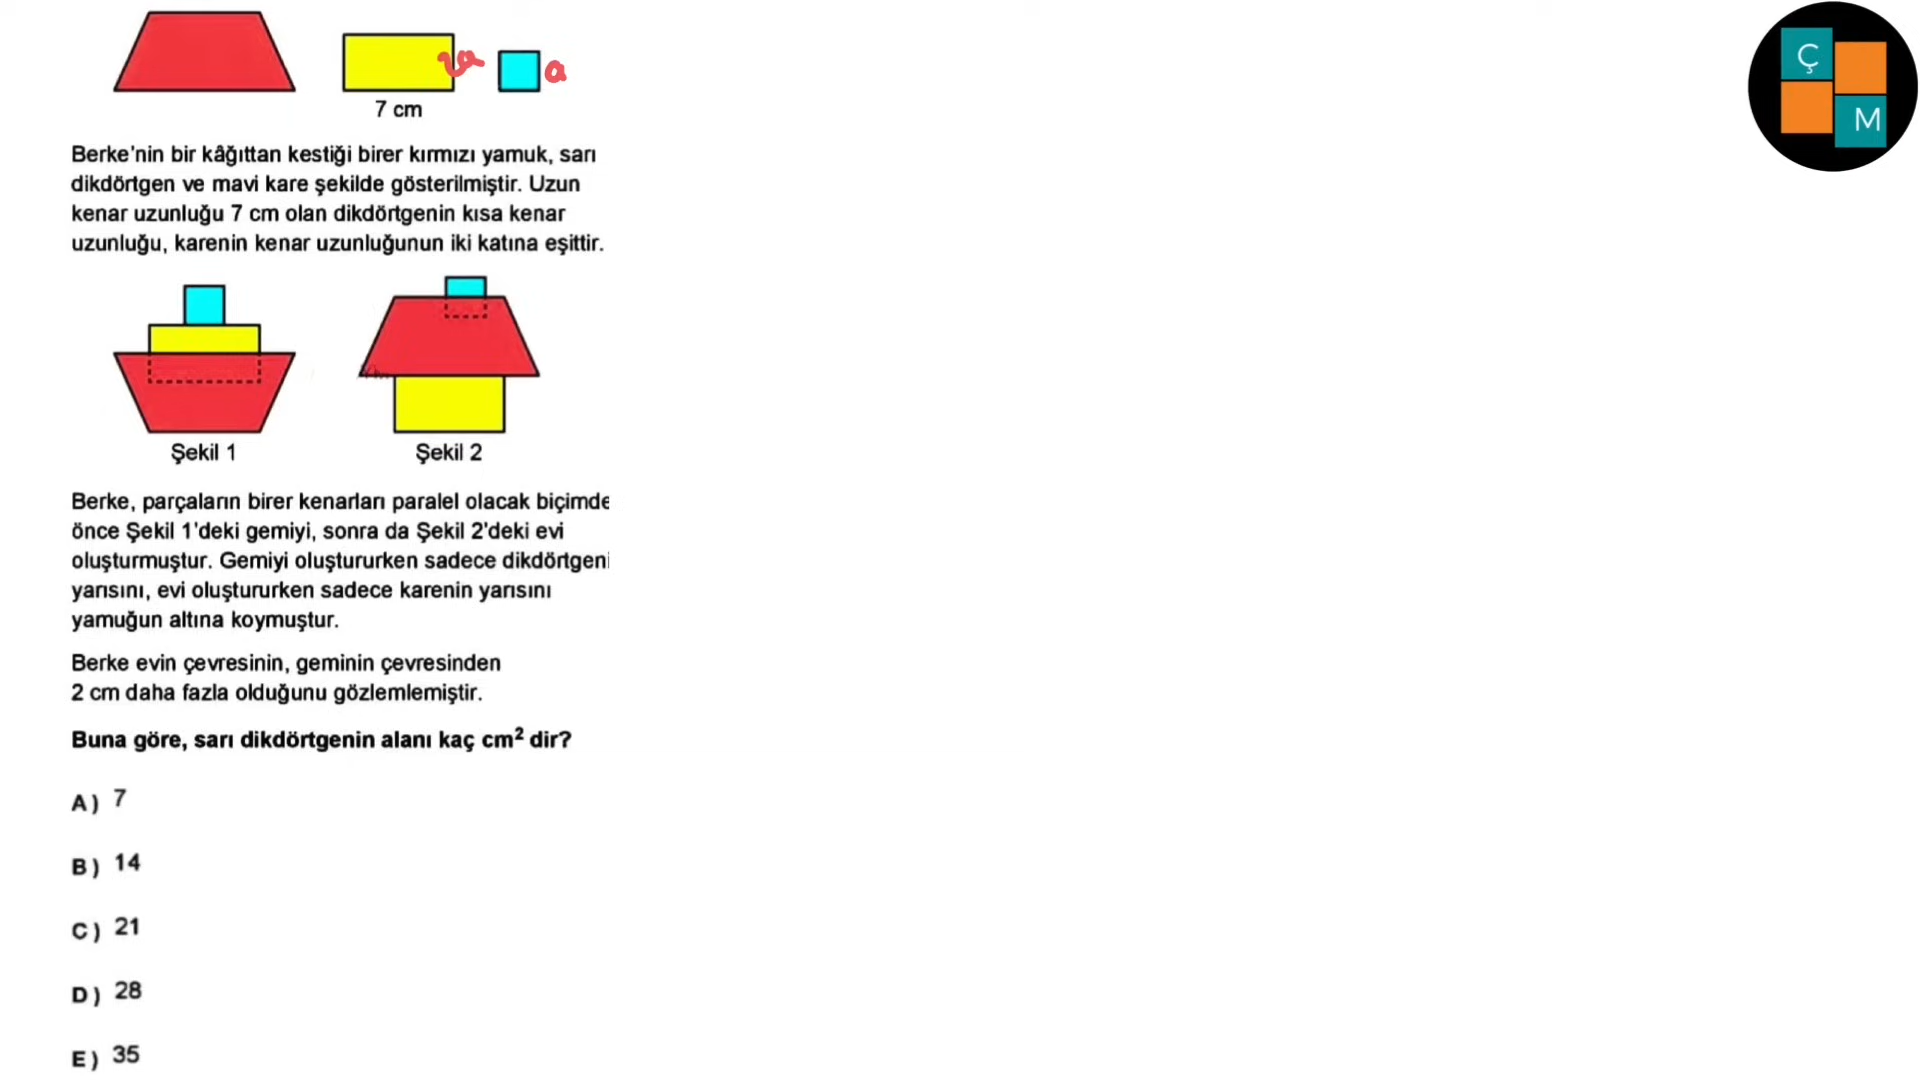 2a
a
7 cm
Ç
M
Berke'nin bir kâğıttan kestiği birer kırmızı yamuk, sarı
dikdörtgen ve mavi kare şekilde gösterilmiştir. Uzun
kenar uzunluğu 7 cm olan dikdörtgenin kısa kenar
uzunluğu, karenin kenar uzunluğunun iki katına eşittir.
Şekil 1
Şekil 2
Berke, parçaların birer kenarları paralel olacak biçimde
önce Şekil 1'deki gemiyi, sonra da Şekil 2'deki evi
oluşturmuştur. Gemiyi oluştururken sadece dikdörtgeni
yarısını, evi oluştururken sadece karenin yarısını
yamuğun altına koymuştur.
Berke evin çevresinin, geminin çevresinden
2 cm daha fazla olduğunu gözlemlemiştir.
Buna göre, sarı dikdörtgenin alanı kaç cm² dir?
A) 7
B) 14
C) 21
D) 28
E) 35